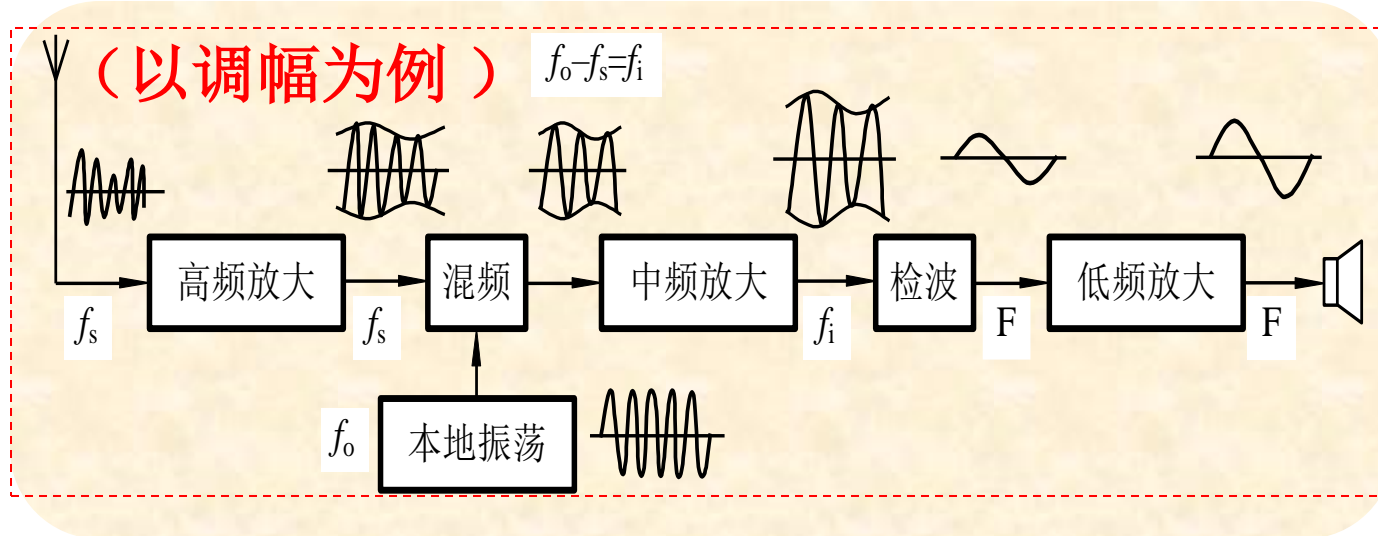 （以调幅为例 ）
fo–fs=fi
高频放大
混频
中频放大
检波
低频放大
fs
fs
fi
F
F
fo
本地振荡